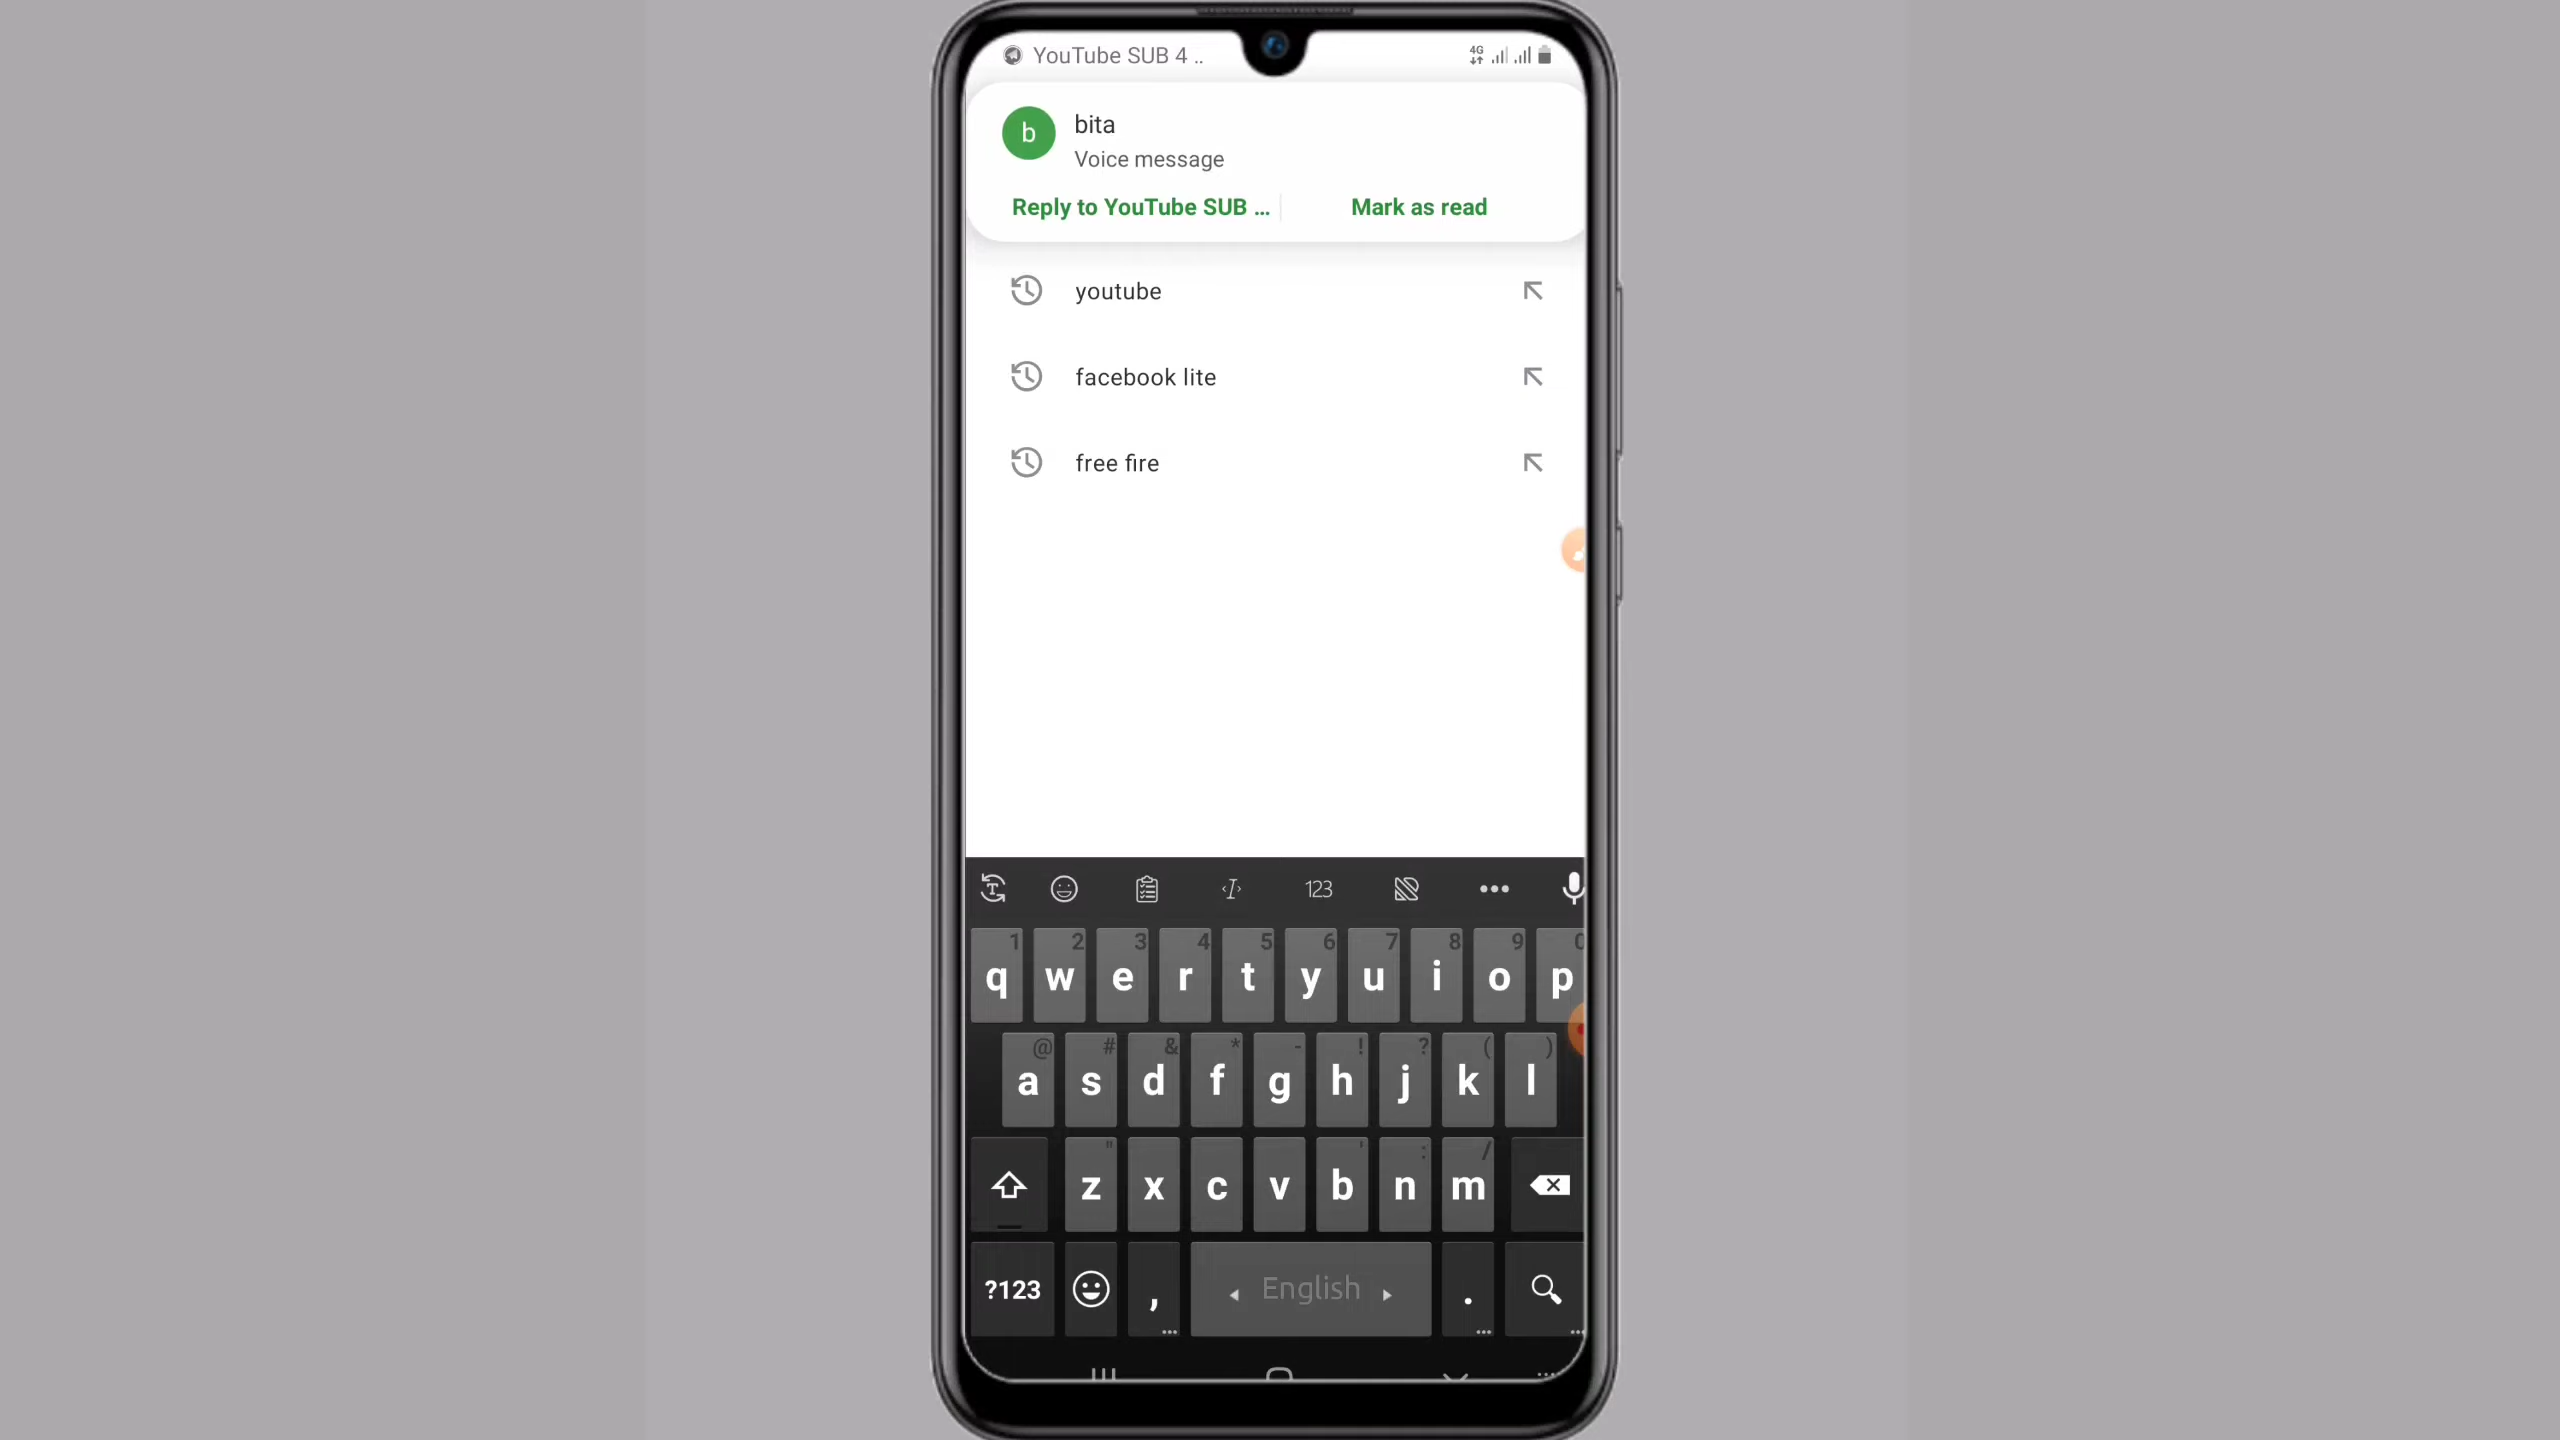 YouTube SUB 4 ..
4G
b
bita
Voice message
Reply to YouTube SUB ... Mark as read
youtube
facebook lite
free fire
123
1 2 3 4 5 6 7 8 9 0
q w e r t y u i o p
@ # & * - ! ? ( )
a s d f g h j k l
" ' : /
z x c v b n m
?123 , English .